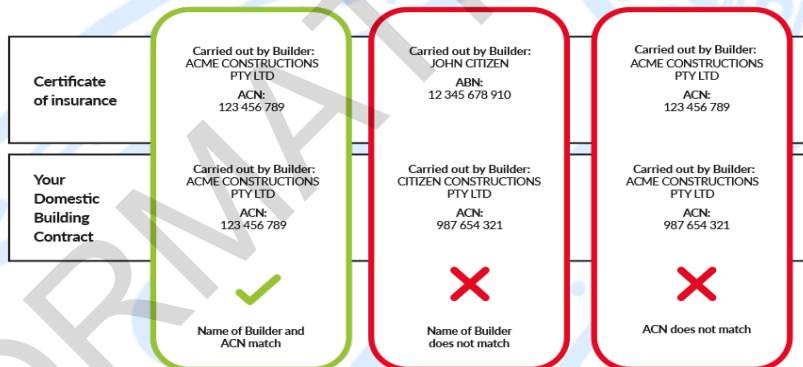 Certificate
of insurance
Carried out by Builder:
ACME CONSTRUCTIONS
PTY LTD
ACN:
123 456 789
Carried out by Builder:
JOHN CITIZEN
ABN:
12 345 678 910
Carried out by Builder:
ACME CONSTRUCTIONS
PTY LTD
ACN:
123 456 789
Your
Domestic
Building
Contract
Carried out by Builder:
ACME CONSTRUCTIONS
PTY LTD
ACN:
123 456 789
Carried out by Builder:
CITIZEN CONSTRUCTIONS
PTY LTD
ACN:
987 654 321
Carried out by Builder:
ACME CONSTRUCTIONS
PTY LTD
ACN:
987 654 321
Name of Builder and
ACN match
Name of Builder
does not match
ACN does not match